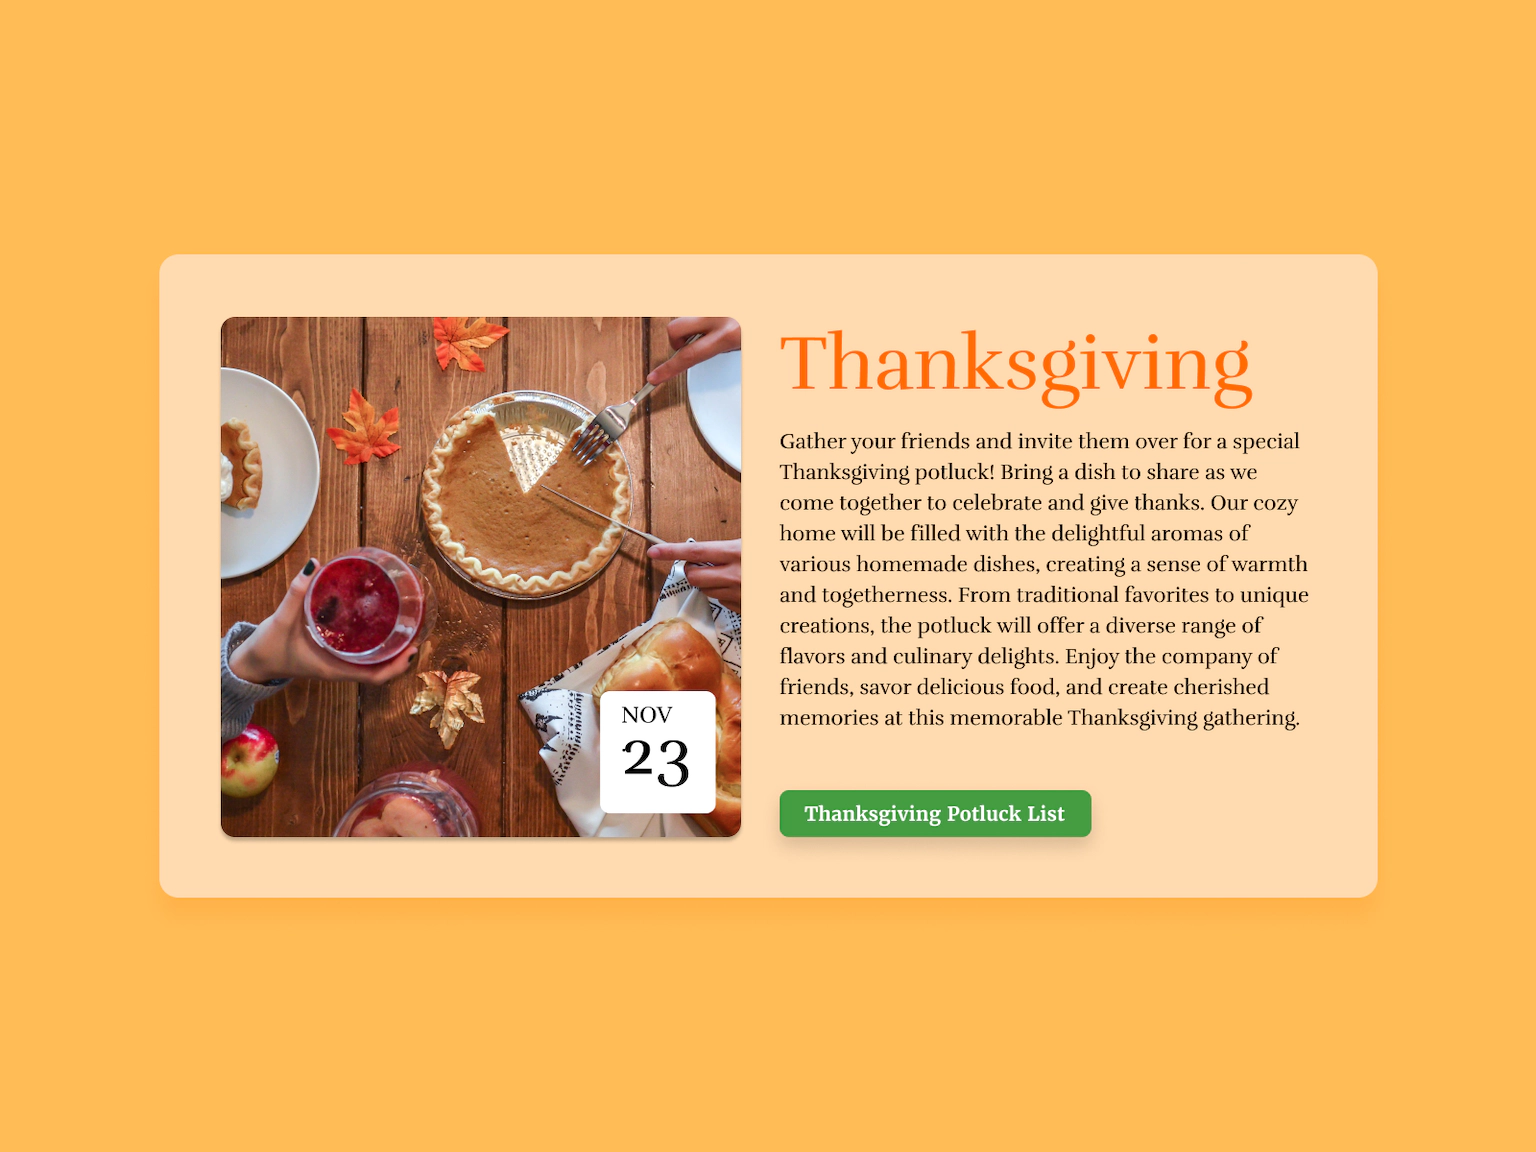 Thanksgiving
Gather your friends and invite them over for a special
Thanksgiving potluck! Bring a dish to share as we
come together to celebrate and give thanks. Our cozy
home will be filled with the delightful aromas of
various homemade dishes, creating a sense of warmth
and togetherness. From traditional favorites to unique
creations, the potluck will offer a diverse range of
flavors and culinary delights. Enjoy the company of
friends, savor delicious food, and create cherished
memories at this memorable Thanksgiving gathering.
NOV
23
Thanksgiving Potluck List